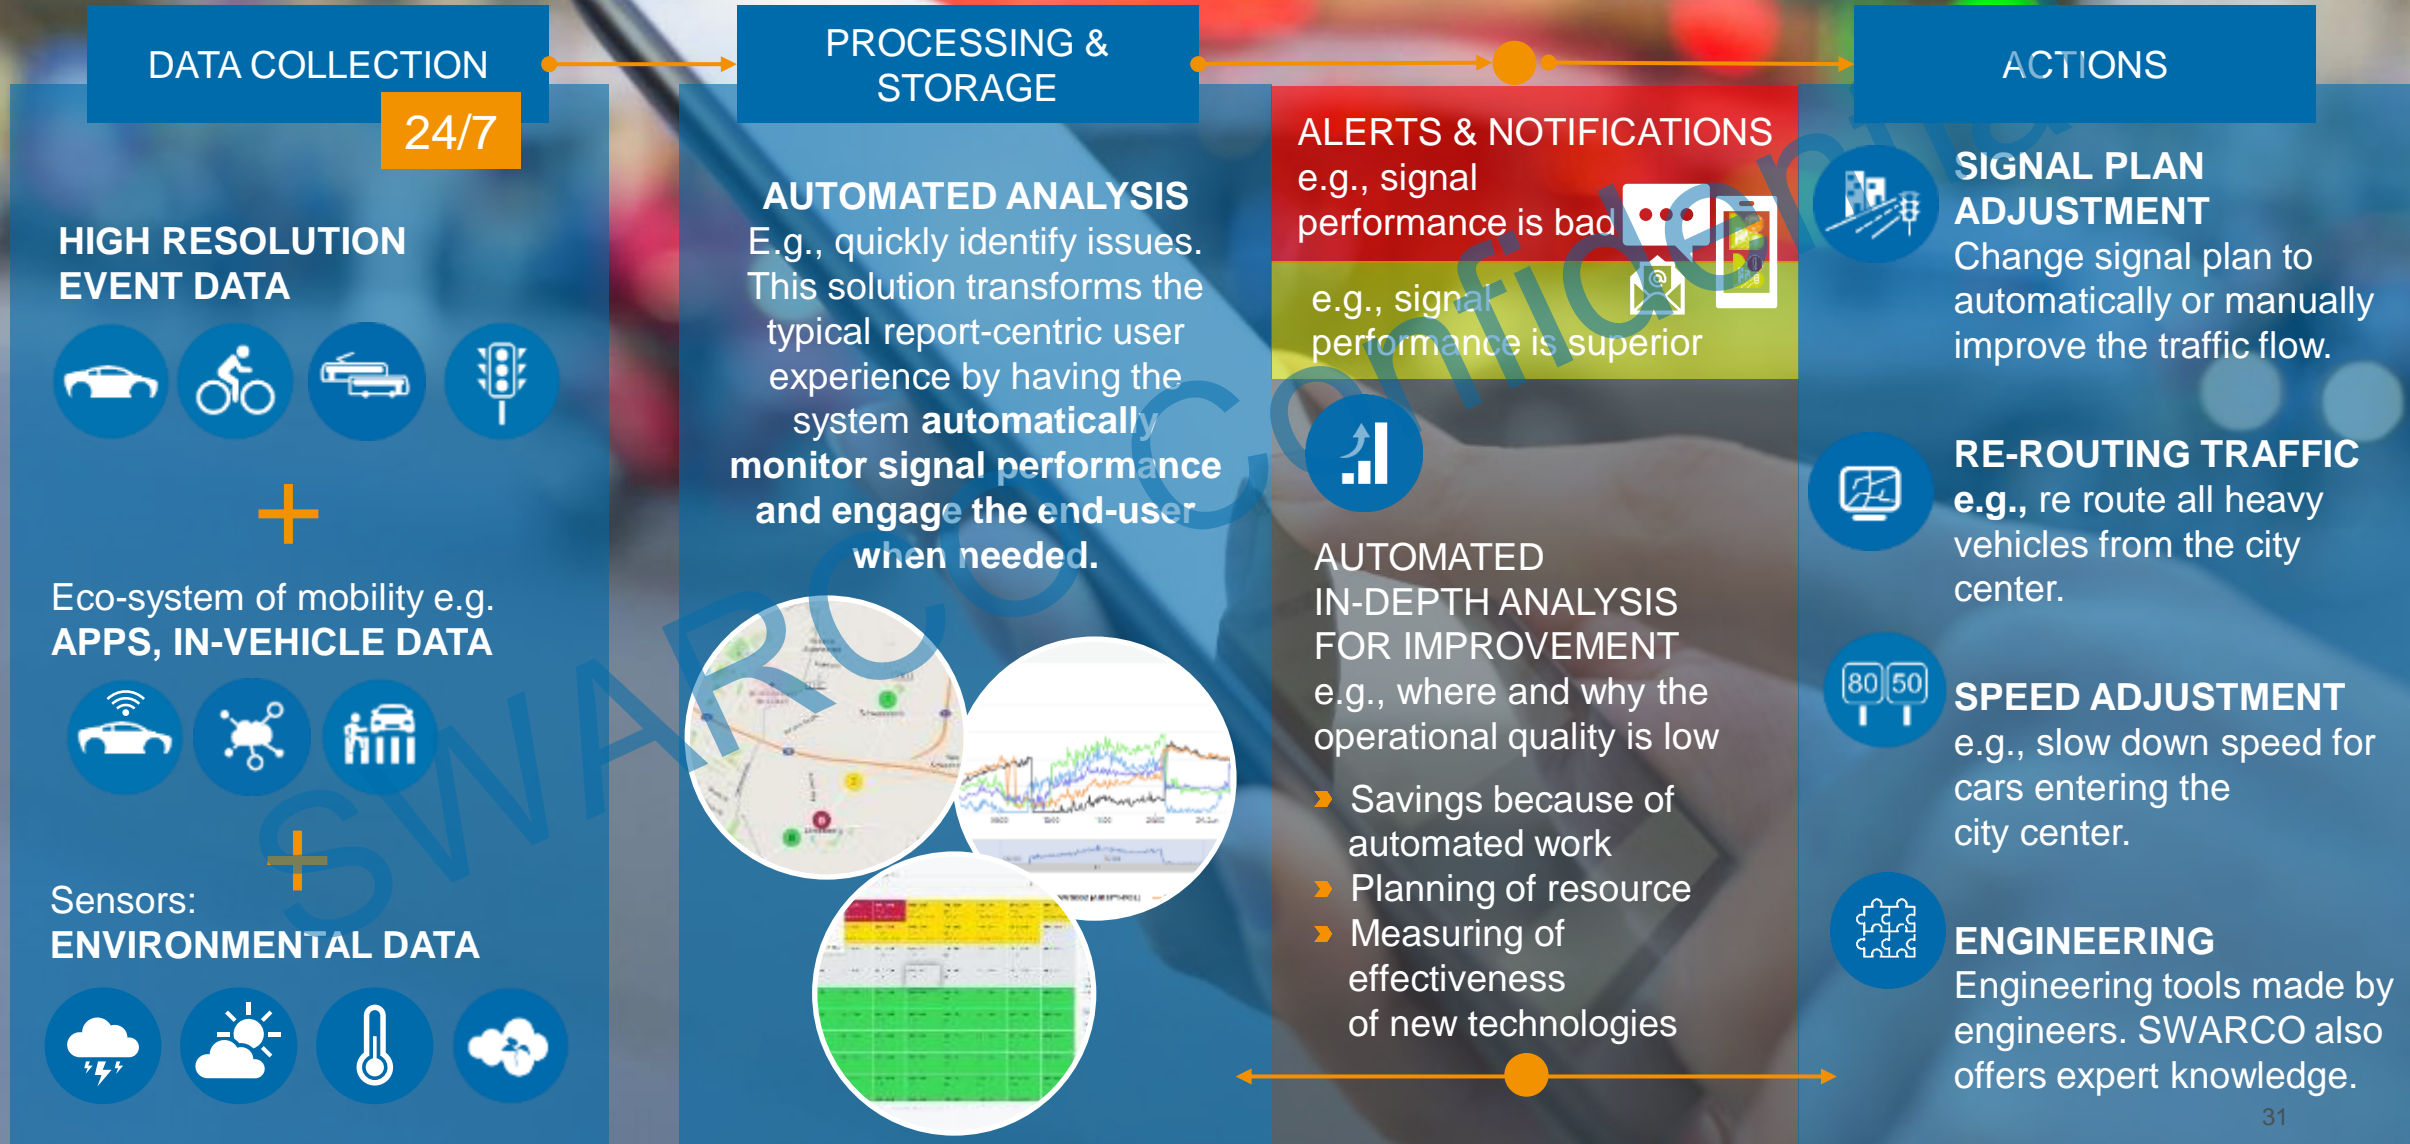 DATA COLLECTION
24/7
HIGH RESOLUTION
EVENT DATA
Eco-system of mobility e.g.
APPS, IN-VEHICLE DATA
Sensors:
ENVIRONMENTAL DATA
PROCESSING &
STORAGE
AUTOMATED ANALYSIS
E.g., quickly identify issues.
This solution transforms the
typical report-centric user
experience by having the
system automatically
monitor signal performance
and engage the end-user
when needed.
ALERTS & NOTIFICATIONS
e.g., signal
performance is bad
@
e.g., signal
performance is superior
AUTOMATED
IN-DEPTH ANALYSIS
FOR IMPROVEMENT
e.g., where and why the
operational quality is low
Savings because of
automated work
Planning of resource
Measuring of
effectiveness
of new technologies
ACTIONS
SIGNAL PLAN
ADJUSTMENT
Change signal plan to
automatically or manually
improve the traffic flow.
RE-ROUTING TRAFFIC
e.g., re route all heavy
vehicles from the city
center.
80 50
SPEED ADJUSTMENT
e.g., slow down speed for
cars entering the
city center.
ENGINEERING
Engineering tools made by
engineers. SWARCO also
offers expert knowledge.
31
SWARCO Confidential